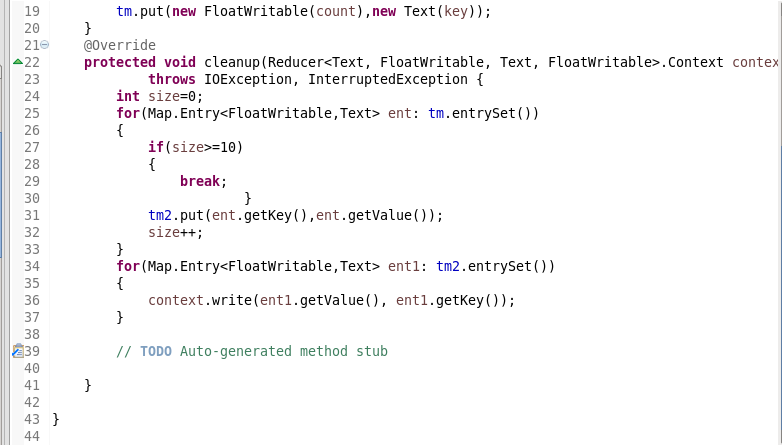 19 tm.put(new FloatWritable(count),new Text(key));
20 }
21 @Override
22 protected void cleanup(Reducer<Text, FloatWritable, Text, FloatWritable>.Context contex
23 throws IOException, InterruptedException {
24 int size=0;
25 for(Map.Entry<FloatWritable,Text> ent: tm.entrySet())
26 {
27 if(size>=10)
28 {
29 break;
30 }
31 tm2.put(ent.getKey(),ent.getValue());
32 size++;
33 }
34 for(Map.Entry<FloatWritable,Text> ent1: tm2.entrySet())
35 {
36 context.write(ent1.getValue(), ent1.getKey());
37 }
38
39 // TODO Auto-generated method stub
40
41 }
42
43 }
44